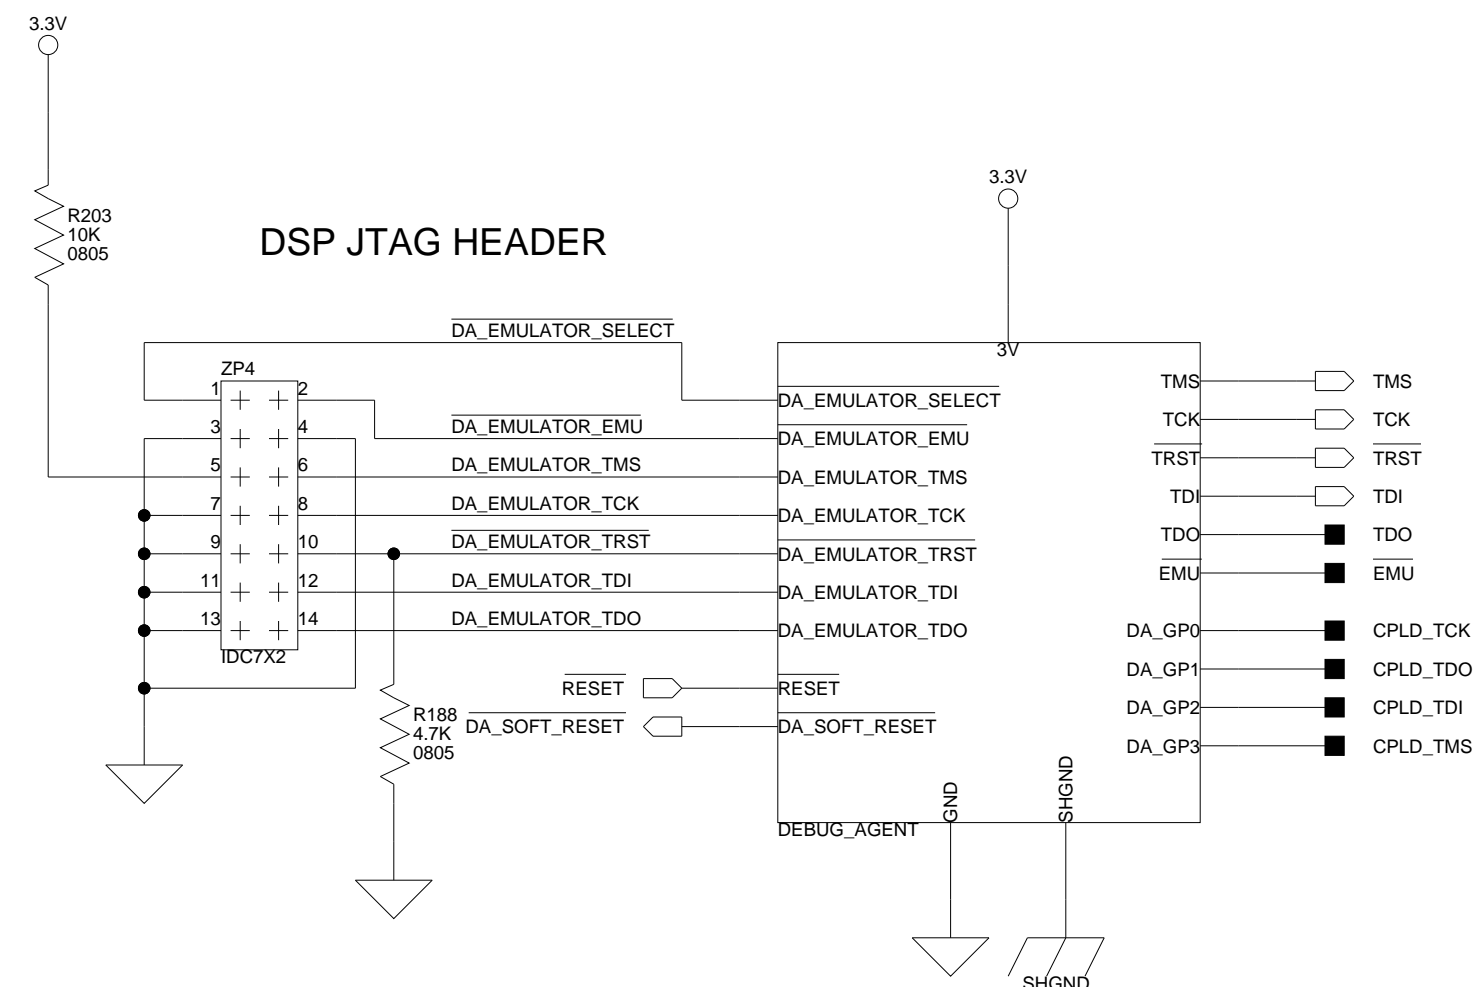 3.3V
R203
10K
0805
DSP JTAG HEADER
3.3V
3V
DA_EMULATOR_SELECT
ZP4
1
2
DA_EMULATOR_SELECT
TMS
TMS
3
4
DA_EMULATOR_EMU
DA_EMULATOR_EMU
TCK
TCK
5
6
DA_EMULATOR_TMS
DA_EMULATOR_TMS
TRST
TRST
7
8
DA_EMULATOR_TCK
DA_EMULATOR_TCK
TDI
TDI
9
10
DA_EMULATOR_TRST
DA_EMULATOR_TRST
TDO
TDO
11
12
DA_EMULATOR_TDI
DA_EMULATOR_TDI
EMU
EMU
13
14
DA_EMULATOR_TDO
DA_EMULATOR_TDO
DA_GP0
CPLD_TCK
IDC7X2
RESET
RESET
DA_GP1
CPLD_TDO
R188
4.7K
0805
DA_SOFT_RESET
DA_SOFT_RESET
DA_GP2
CPLD_TDI
DA_GP3
CPLD_TMS
GND
SHGND
DEBUG_AGENT
SHGND